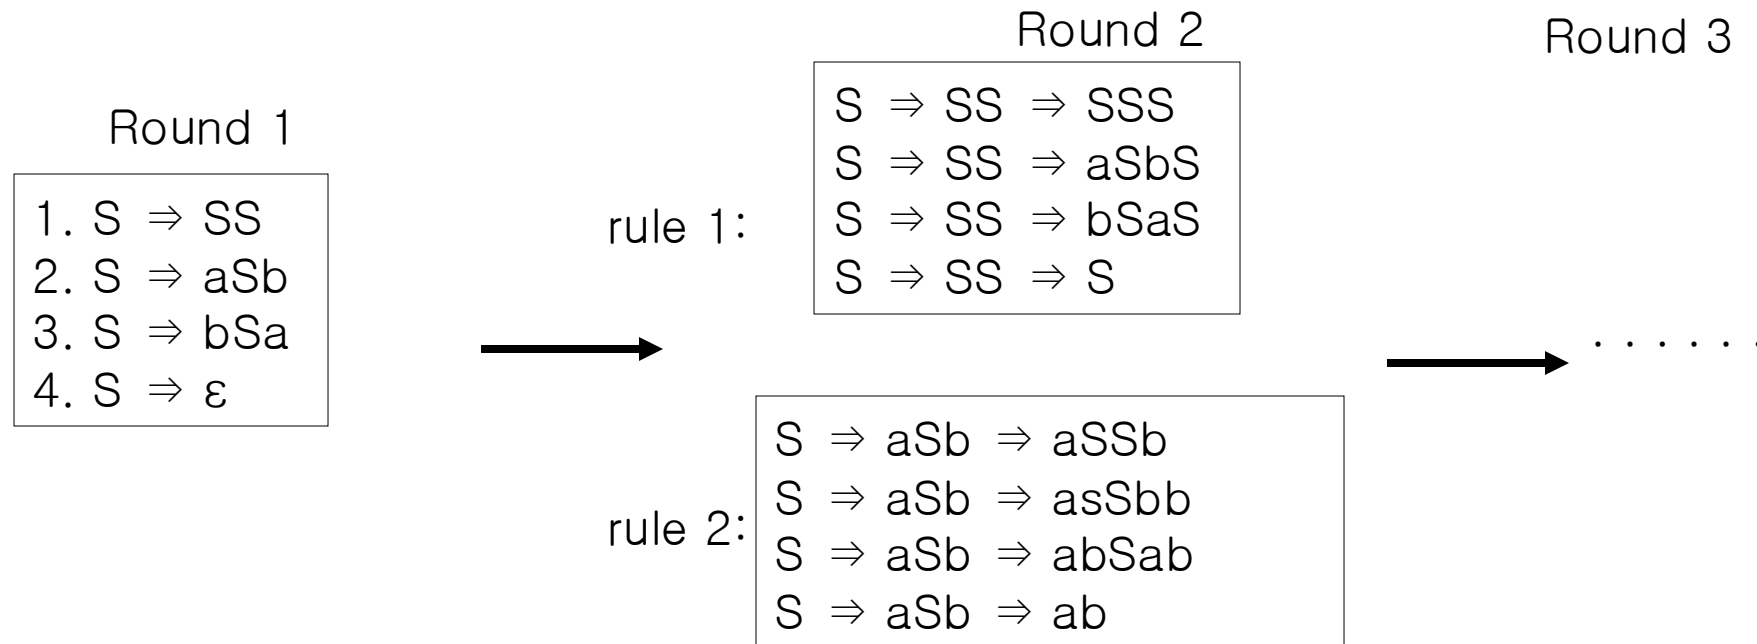 Round 1
1. S ⇒ SS
2. S ⇒ aSb
3. S ⇒ bSa
4. S ⇒ ε
Round 2
rule 1:
S ⇒ SS ⇒ SSS
S ⇒ SS ⇒ aSbS
S ⇒ SS ⇒ bSaS
S ⇒ SS ⇒ S
rule 2:
S ⇒ aSb ⇒ aSSb
S ⇒ aSb ⇒ asSbb
S ⇒ aSb ⇒ abSab
S ⇒ aSb ⇒ ab
Round 3
. . . . . .